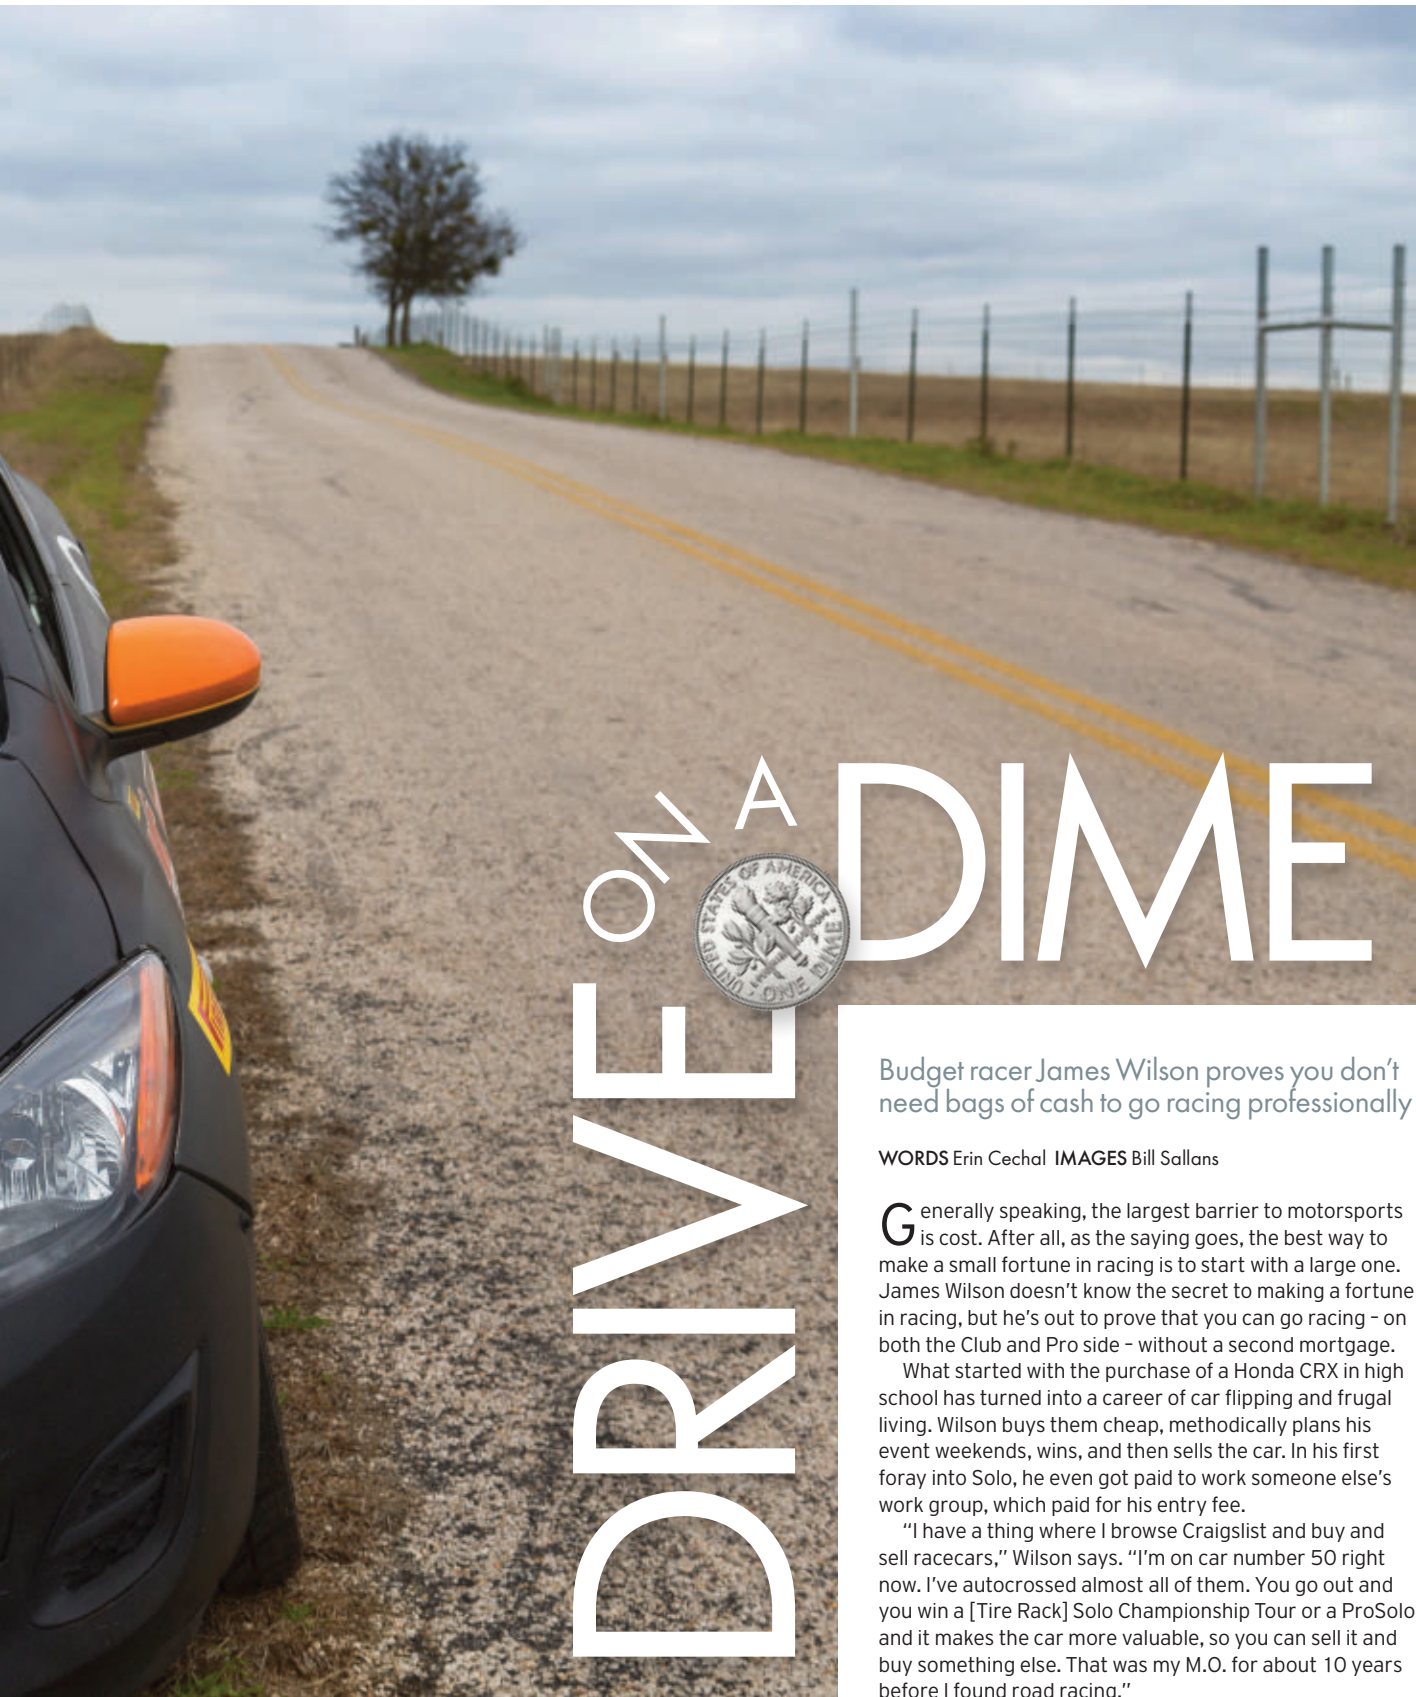 DRIVE ON A DIME
UNITED STATES OF AMERICA
ONE DIME
Budget racer James Wilson proves you don’t
need bags of cash to go racing professionally
WORDS Erin Cechal IMAGES Bill Sallans
Generally speaking, the largest barrier to motorsports
is cost. After all, as the saying goes, the best way to
make a small fortune in racing is to start with a large one.
James Wilson doesn’t know the secret to making a fortune
in racing, but he’s out to prove that you can go racing – on
both the Club and Pro side – without a second mortgage.
What started with the purchase of a Honda CRX in high
school has turned into a career of car flipping and frugal
living. Wilson buys them cheap, methodically plans his
event weekends, wins, and then sells the car. In his first
foray into Solo, he even got paid to work someone else’s
work group, which paid for his entry fee.
“I have a thing where I browse Craigslist and buy and
sell racecars,” Wilson says. “I’m on car number 50 right
now. I’ve autocrossed almost all of them. You go out and
you win a [Tire Rack] Solo Championship Tour or a ProSolo
and it makes the car more valuable, so you can sell it and
buy something else. That was my M.O. for about 10 years
before I found road racing.”